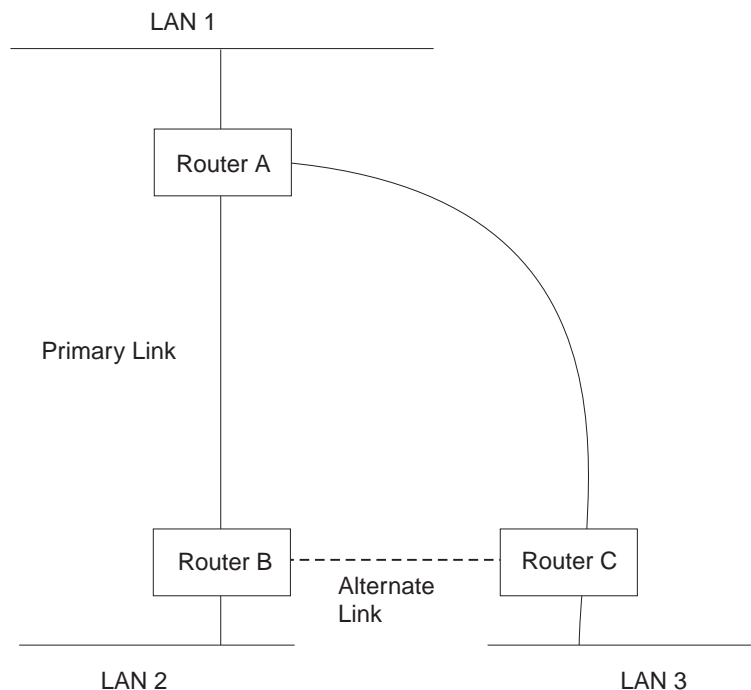 LAN 1
Router A
Primary Link
Router B
Router C
Alternate
Link
LAN 2
LAN 3